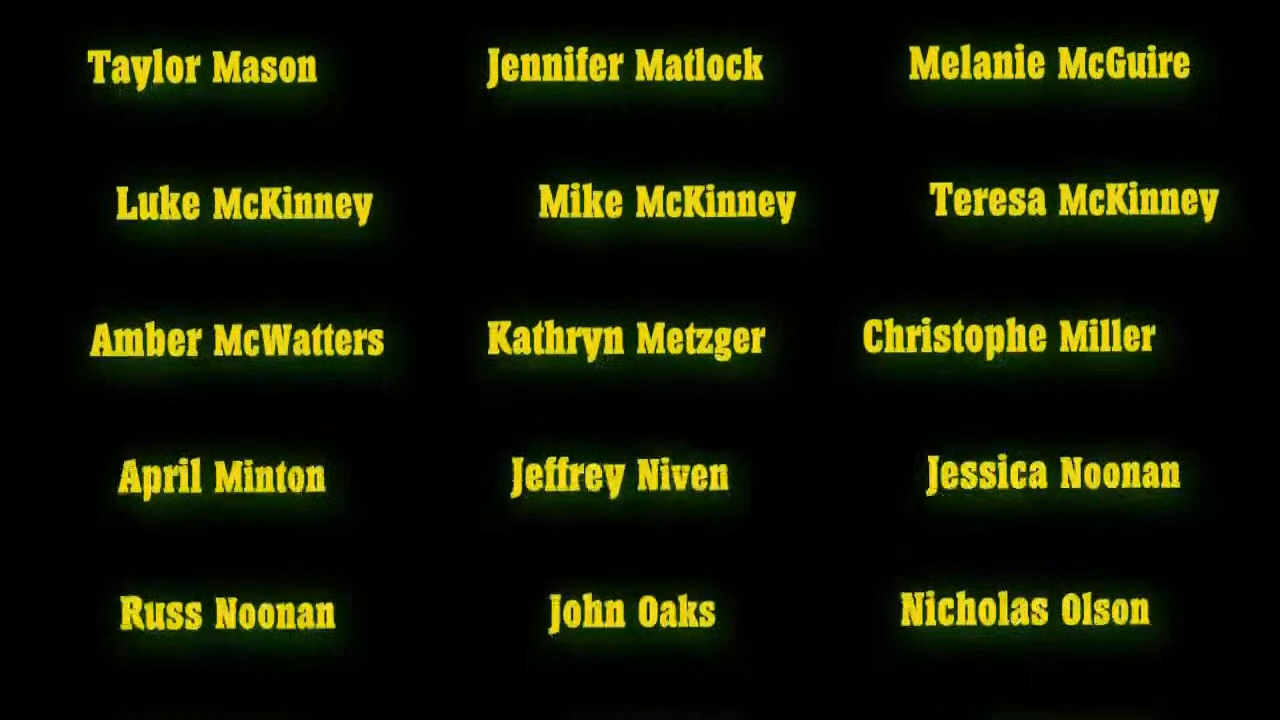 Taylor Mason Jennifer Matlock Melanie McGuire
Luke McKinney Mike McKinney Teresa McKinney
Amber McWatters Kathryn Metzger Christophe Miller
April Minton Jeffrey Niven Jessica Noonan
Russ Noonan John Oaks Nicholas Olson